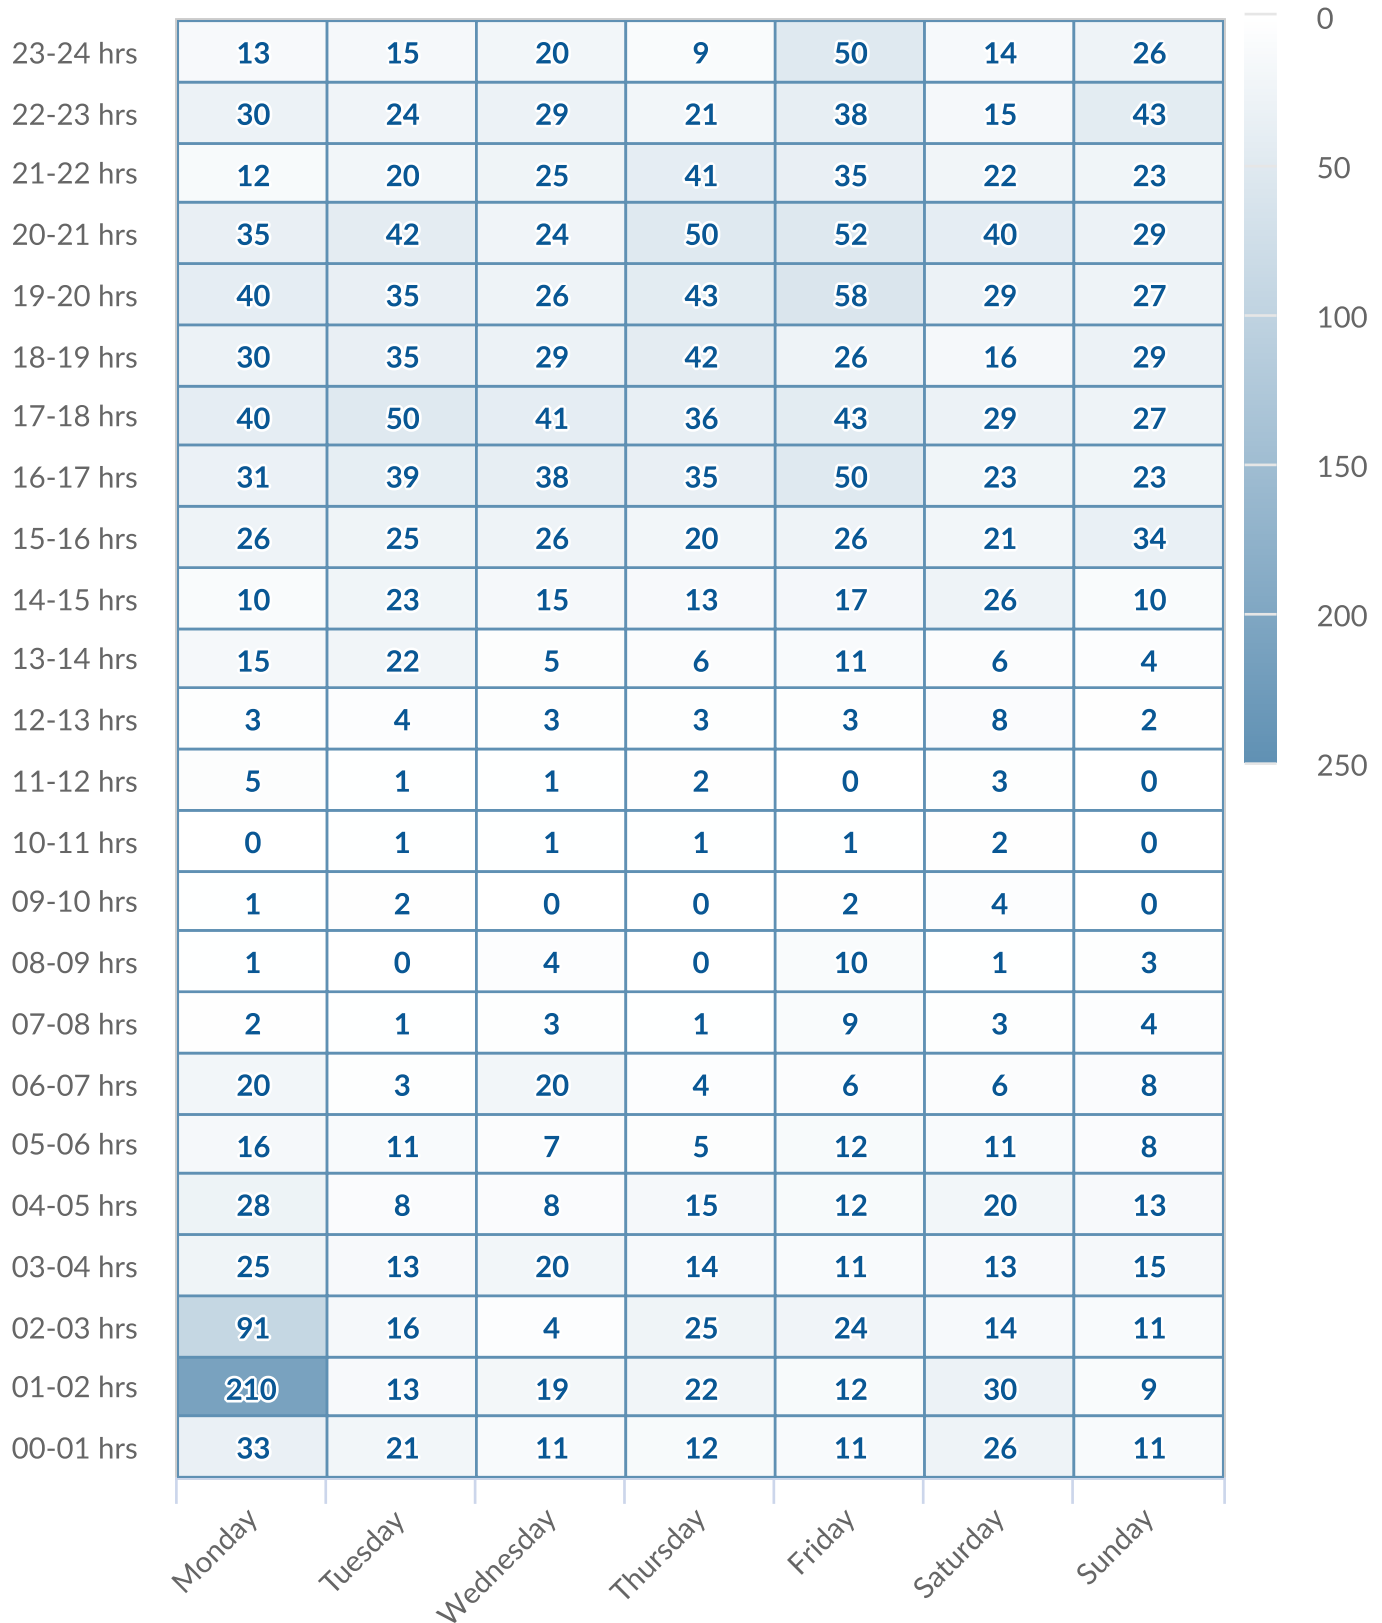 23-24 hrs 13 15 20 9 50 14 26
22-23 hrs 30 24 29 21 38 15 43
21-22 hrs 12 20 25 41 35 22 23
20-21 hrs 35 42 24 50 52 40 29
19-20 hrs 40 35 26 43 58 29 27
18-19 hrs 30 35 29 42 26 16 29
17-18 hrs 40 50 41 36 43 29 27
16-17 hrs 31 39 38 35 50 23 23
15-16 hrs 26 25 26 20 26 21 34
14-15 hrs 10 23 15 13 17 26 10
13-14 hrs 15 22 5 6 11 6 4
12-13 hrs 3 4 3 3 3 8 2
11-12 hrs 5 1 1 2 0 3 0
10-11 hrs 0 1 1 1 1 2 0
09-10 hrs 1 2 0 0 2 4 0
08-09 hrs 1 0 4 0 10 1 3
07-08 hrs 2 1 3 1 9 3 4
06-07 hrs 20 3 20 4 6 6 8
05-06 hrs 16 11 7 5 12 11 8
04-05 hrs 28 8 8 15 12 20 13
03-04 hrs 25 13 20 14 11 13 15
02-03 hrs 91 16 4 25 24 14 11
01-02 hrs 210 13 19 22 12 30 9
00-01 hrs 33 21 11 12 11 26 11
Monday Tuesday Wednesday Thursday Friday Saturday Sunday
0
50
100
150
200
250